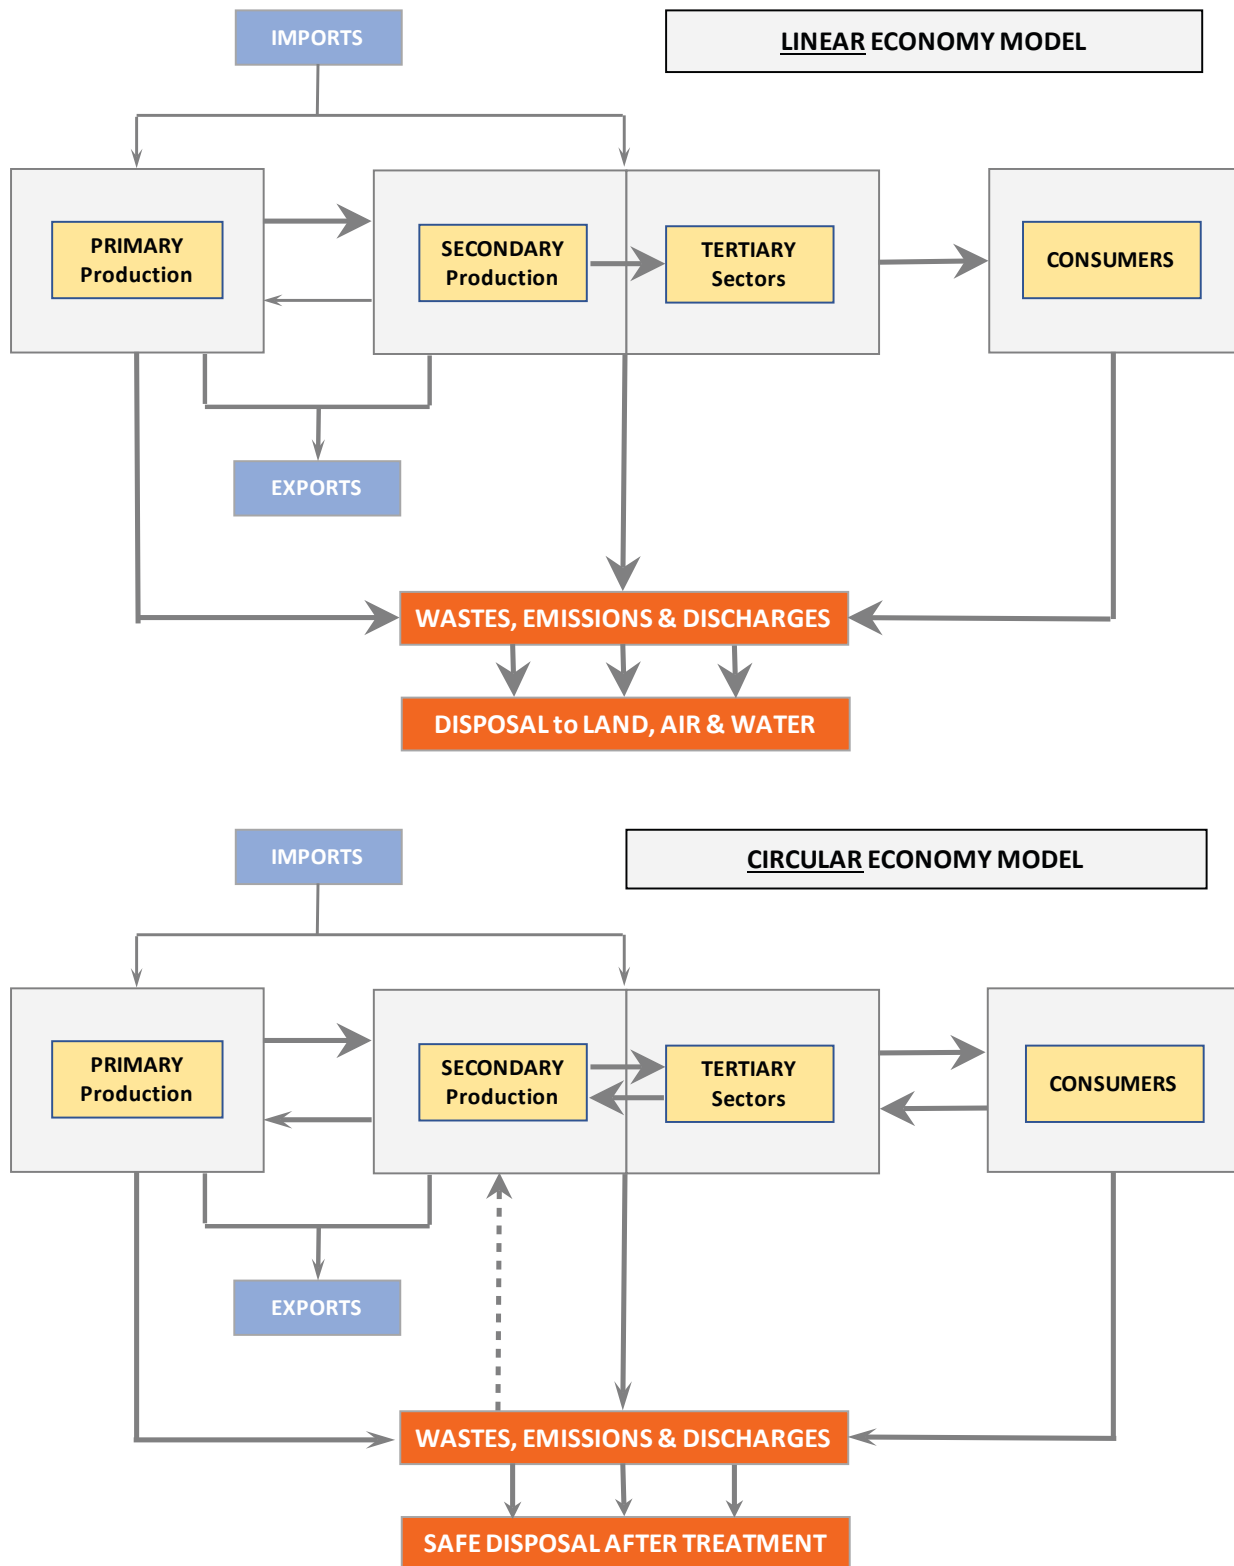 IMPORTS
LINEAR ECONOMY MODEL
PRIMARY
Production
SECONDARY
Production
TERTIARY
Sectors
CONSUMERS
EXPORTS
WASTES, EMISSIONS & DISCHARGES
DISPOSAL to LAND, AIR & WATER
IMPORTS
CIRCULAR ECONOMY MODEL
PRIMARY
Production
SECONDARY
Production
TERTIARY
Sectors
CONSUMERS
EXPORTS
WASTES, EMISSIONS & DISCHARGES
SAFE DISPOSAL AFTER TREATMENT